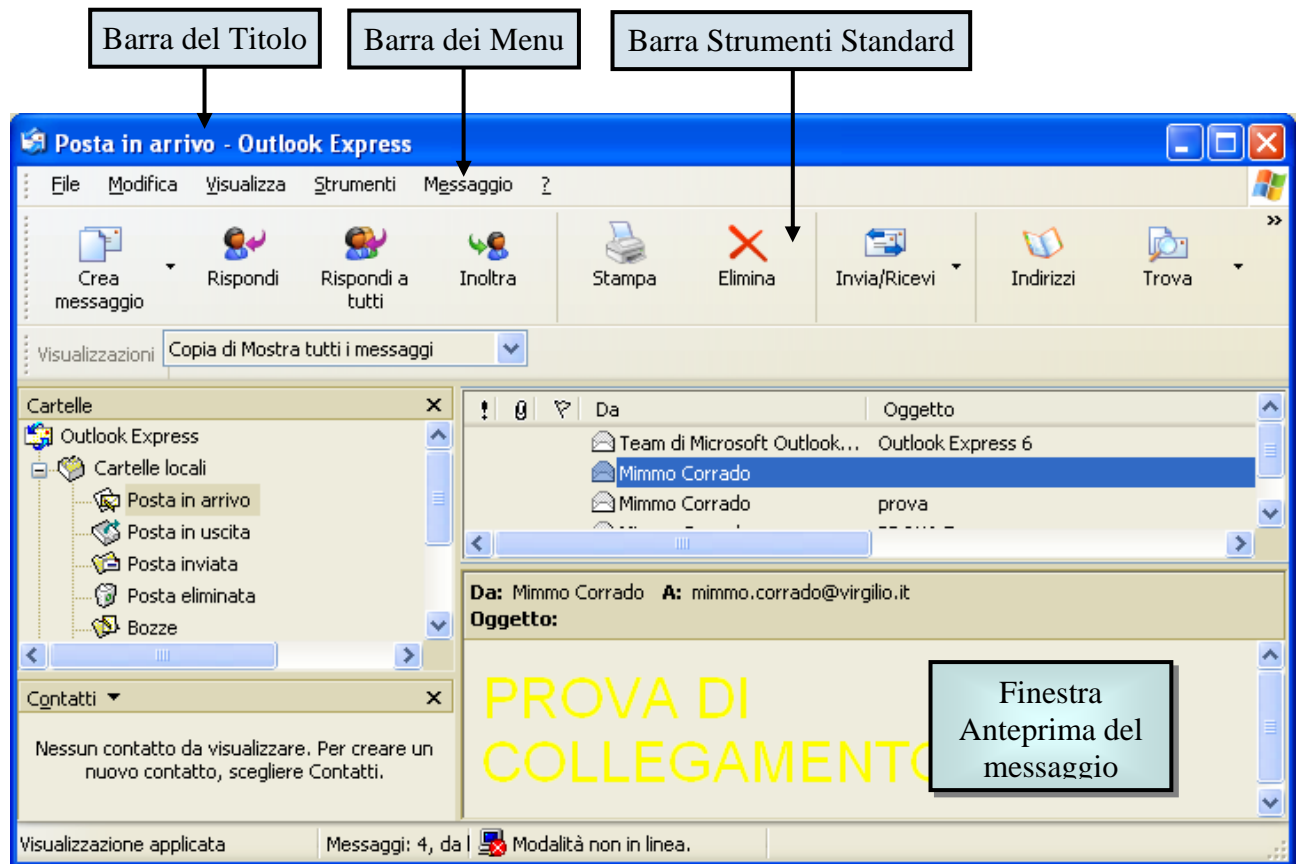 Barra del Titolo
Barra dei Menu
Barra Strumenti Standard
Posta in arrivo - Outlook Express
File Modifica Visualizza Strumenti Messaggio ?
Crea messaggio
Rispondi
Rispondi a tutti
Inoltra
Stampa
Elimina
Invia/Ricevi
Indirizzi
Trova
»
Visualizzazioni Copia di Mostra tutti i messaggi
Cartelle
Outlook Express
Cartelle locali
Posta in arrivo
Posta in uscita
Posta inviata
Posta eliminata
Bozze
Contatti
Nessun contatto da visualizzare. Per creare un
nuovo contatto, scegliere Contatti.
! Da Oggetto
Team di Microsoft Outlook... Outlook Express 6
Mimmo Corrado
Mimmo Corrado prova
Da: Mimmo Corrado A: mimmo.corrado@virgilio.it
Oggetto:
PROVA DI
COLLEGAMENTO
Finestra
Anteprima del
messaggio
Visualizzazione applicata Messaggi: 4, da Modalità non in linea.